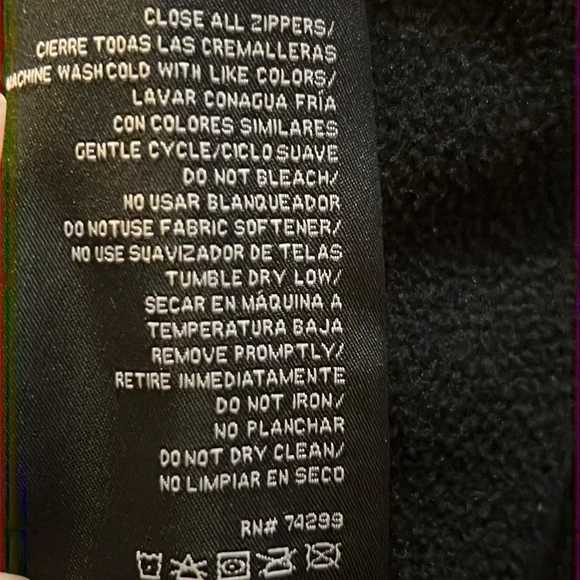 CLOSE ALL ZIPPERS/
CIERRE TODAS LAS CREMALLERAS
MACHINE WASH COLD WITH LIKE COLORS/
LAVAR CONAGUA FRÍA
CON COLORES SIMILARES
GENTLE CYCLE/CICLO SUAVE
DO NOT BLEACH/
NO USAR BLANQUEADOR
DO NOTUSE FABRIC SOFTENER/
NO USE SUAVIZADOR DE TELAS
TUMBLE DRY LOW/
SECAR EN MÁQUINA A
TEMPERATURA BAJA
REMOVE PROMPTLY/
RETIRE INMEDIATAMENTE
DO NOT IRON/
NO PLANCHAR
DO NOT DRY CLEAN/
NO LIMPIAR EN SECO
RN# 74299